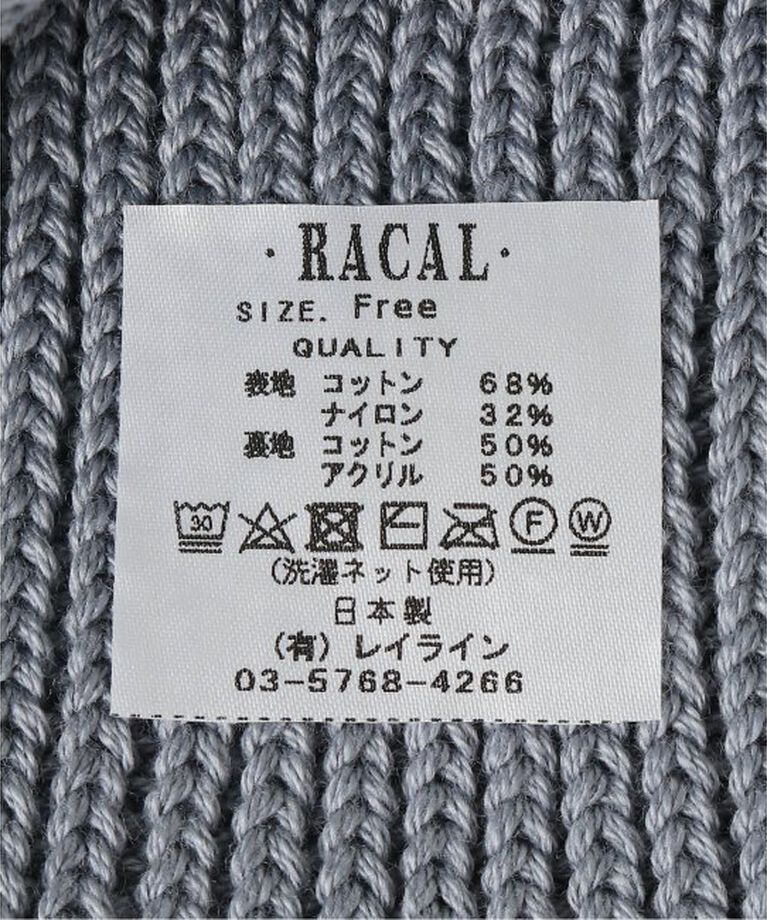 ·RACAL·
SIZE. Free
QUALITY
表地 コットン 68%
ナイロン 32%
裏地 コットン 50%
アクリル 50%
30 F W
(洗濯ネット使用)
日本製
(有)レイライン
03-5768-4266